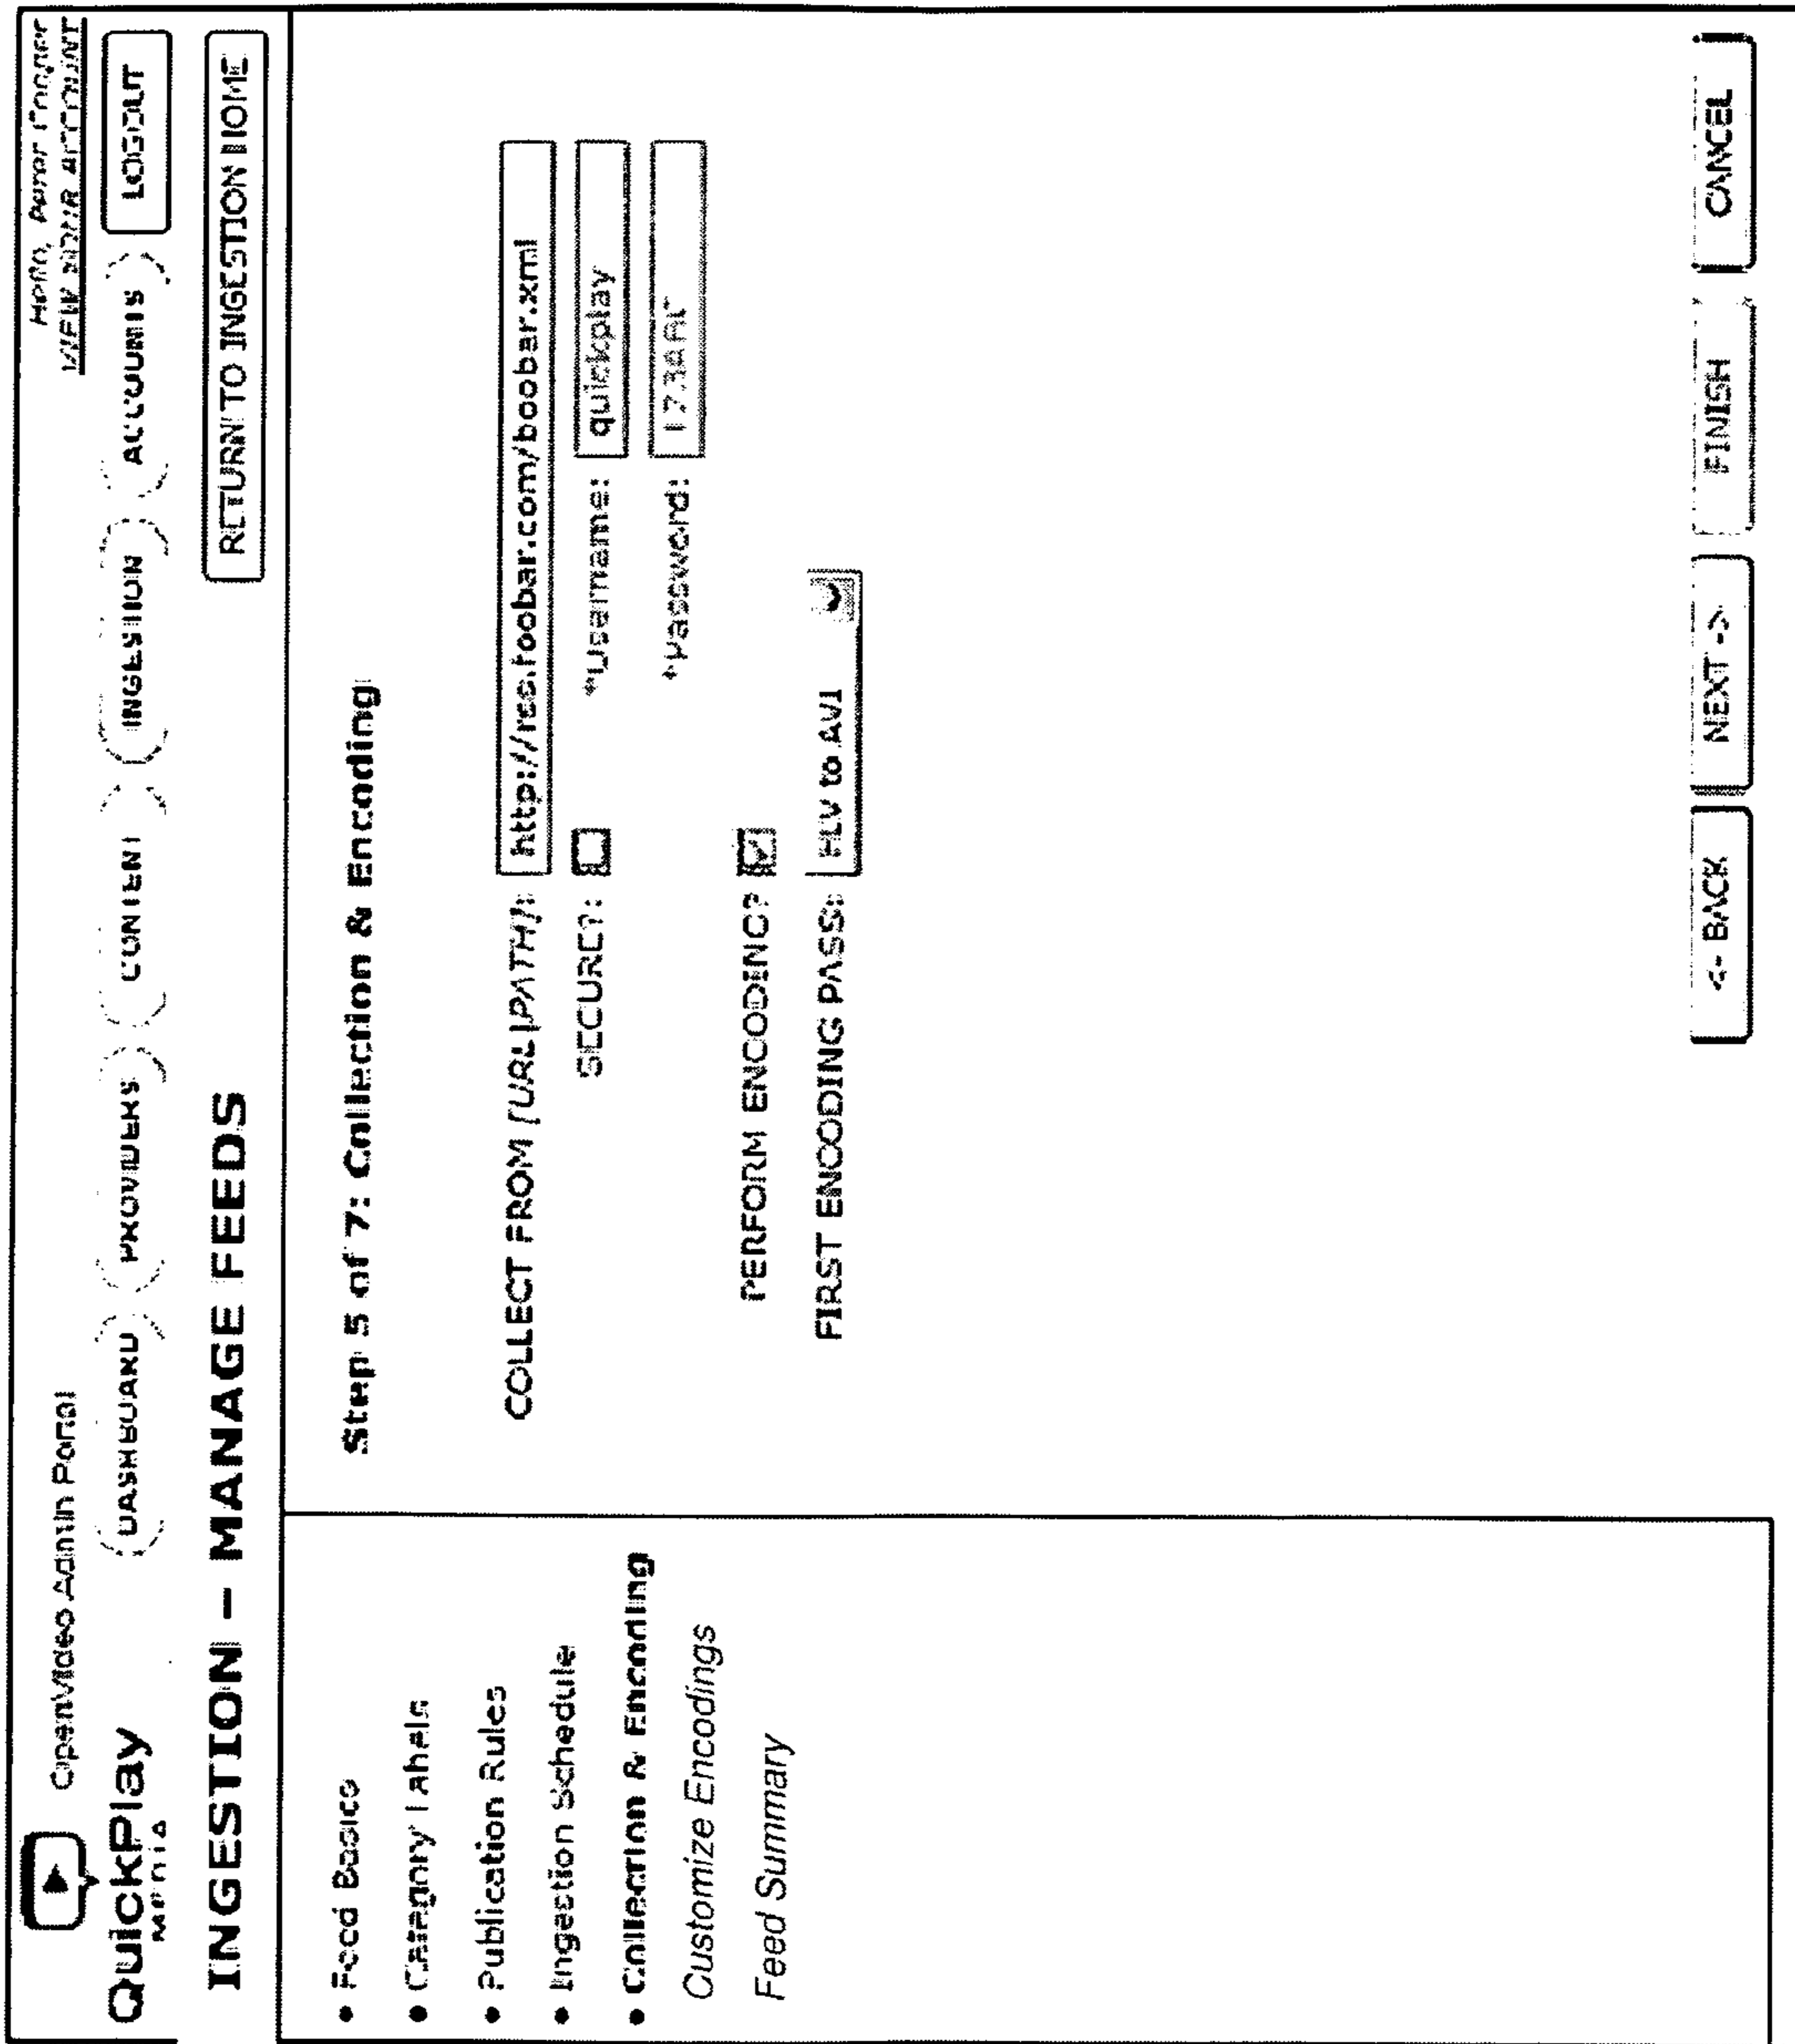 OpenVideo Admin Portal
Hello, Peter Cooper
VIEW YOUR ACCOUNT
QuickPlay
MEDIA
DASHBOARD
PROVIDERS
CONTENT
INGESTION
ACCOUNTS
LOGOUT
INGESTION – MANAGE FEEDS
RETURN TO INGESTION HOME
• Feed Basics
• Category Labels
• Publication Rules
• Ingestion Schedule
• Collection & Encoding
Customize Encodings
Feed Summary
Step 5 of 7: Collection & Encoding
COLLECT FROM [URL|PATH]: http://rss.foobar.com/boobar.xml
SECURE?: *Username: quickplay
*Password:
PERFORM ENCODING?
FIRST ENCODING PASS: FLV to AVI
<- BACK
NEXT ->
FINISH
CANCEL